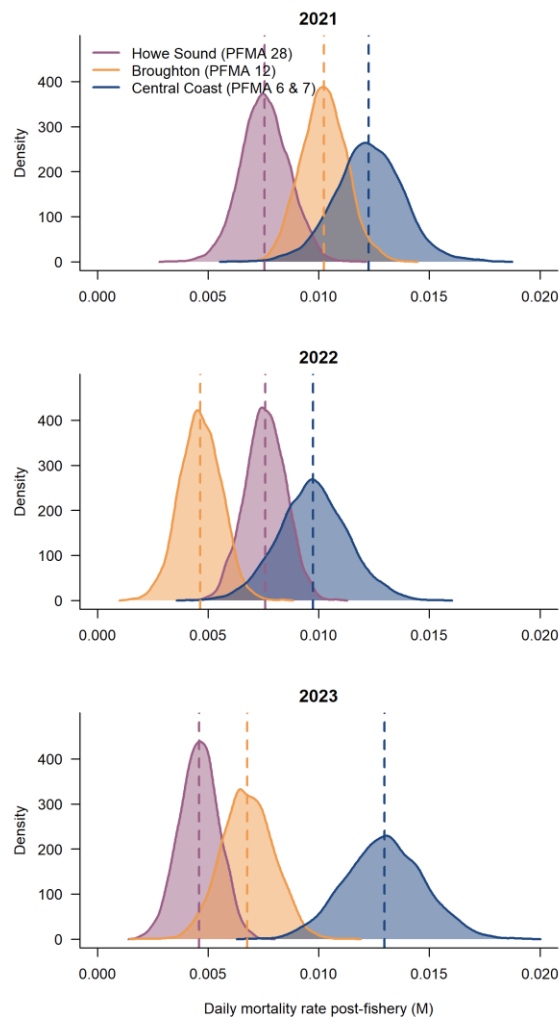 2021
Howe Sound (PFMA 28)
Broughton (PFMA 12)
Central Coast (PFMA 6 & 7)
Density
400
300
200
100
0
0.000 0.005 0.010 0.015 0.020
2022
Density
400
300
200
100
0
0.000 0.005 0.010 0.015 0.020
2023
Density
400
300
200
100
0
0.000 0.005 0.010 0.015 0.020
Daily mortality rate post-fishery (M)